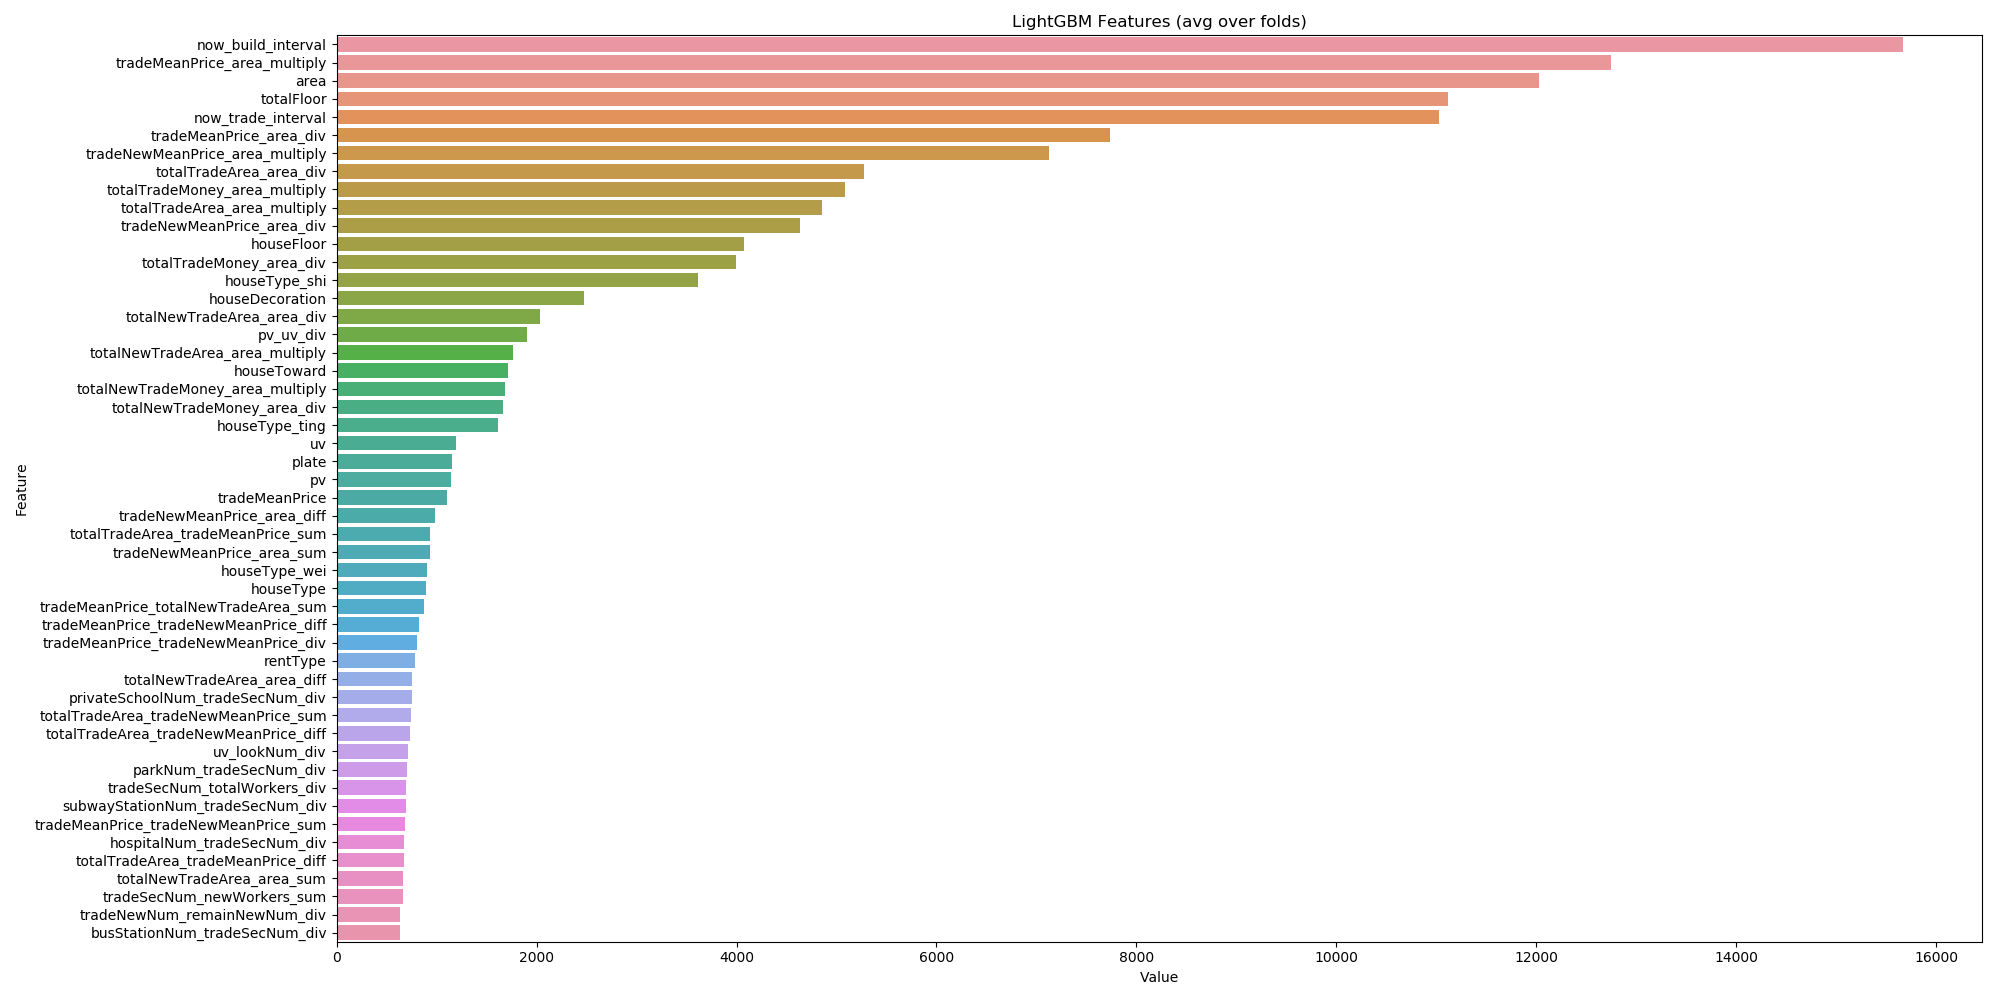 LightGBM Features (avg over folds)
now_build_interval
tradeMeanPrice_area_multiply
area
totalFloor
now_trade_interval
tradeMeanPrice_area_div
tradeNewMeanPrice_area_multiply
totalTradeArea_area_div
totalTradeMoney_area_multiply
totalTradeArea_area_multiply
tradeNewMeanPrice_area_div
houseFloor
totalTradeMoney_area_div
houseType_shi
houseDecoration
totalNewTradeArea_area_div
pv_uv_div
totalNewTradeArea_area_multiply
houseToward
totalNewTradeMoney_area_multiply
totalNewTradeMoney_area_div
houseType_ting
uv
plate
pv
tradeMeanPrice
tradeNewMeanPrice_area_diff
totalTradeArea_tradeMeanPrice_sum
tradeNewMeanPrice_area_sum
houseType_wei
houseType
tradeMeanPrice_totalNewTradeArea_sum
tradeMeanPrice_tradeNewMeanPrice_diff
tradeMeanPrice_tradeNewMeanPrice_div
rentType
totalNewTradeArea_area_diff
privateSchoolNum_tradeSecNum_div
totalTradeArea_tradeNewMeanPrice_sum
totalTradeArea_tradeNewMeanPrice_diff
uv_lookNum_div
parkNum_tradeSecNum_div
tradeSecNum_totalWorkers_div
subwayStationNum_tradeSecNum_div
tradeMeanPrice_tradeNewMeanPrice_sum
hospitalNum_tradeSecNum_div
totalTradeArea_tradeMeanPrice_diff
totalNewTradeArea_area_sum
tradeSecNum_newWorkers_sum
tradeNewNum_remainNewNum_div
busStationNum_tradeSecNum_div
Feature
0 2000 4000 6000 8000 10000 12000 14000 16000
Value